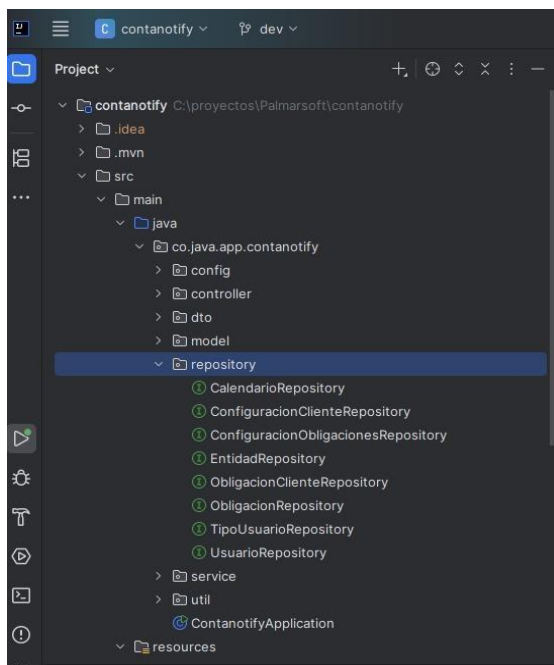 C contanotify dev
Project
contanotify C:\proyectos\Palmarsoft\contanotify
.idea
.mvn
src
main
java
co.java.app.contanotify
config
controller
dto
model
repository
CalendarioRepository
ConfiguracionClienteRepository
ConfiguracionObligacionesRepository
EntidadRepository
ObligacionClienteRepository
ObligacionRepository
TipoUsuarioRepository
UsuarioRepository
service
util
ContanotifyApplication
resources